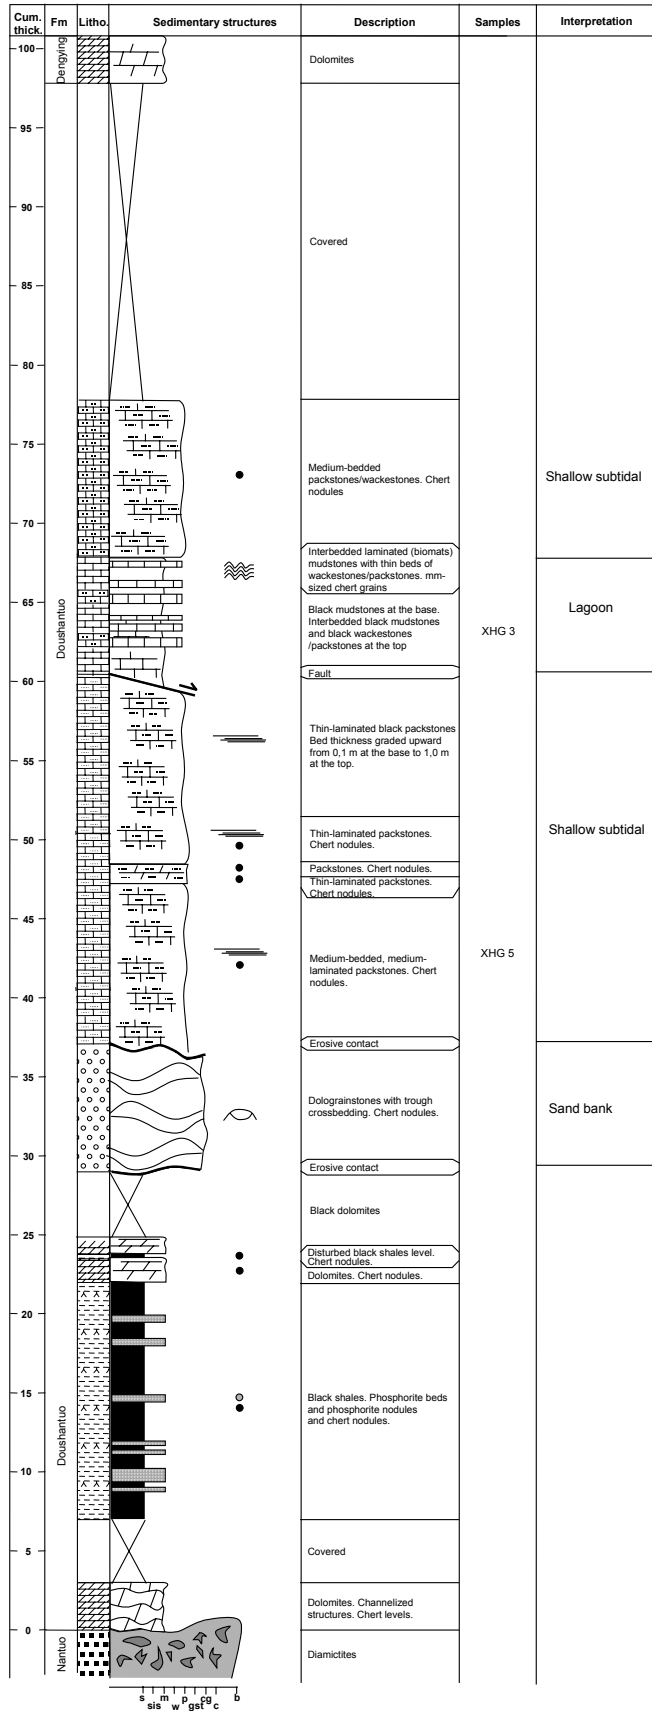 Cum. thick.
Fm
Litho.
Sedimentary structures
Description
Samples
Interpretation
100
Dengying
Dolomites
95
90
Covered
85
80
75
Medium-bedded
packstones/wackestones. Chert
nodules
Shallow subtidal
70
Interbedded laminated (biomats)
mudstones with thin beds of
wackestones/packstones. mm-
sized chert grains
65
Doushantuo
Black mudstones at the base.
Interbedded black mudstones
and black wackestones
/packstones at the top
XHG 3
Lagoon
60
Fault
Thin-laminated black packstones
Bed thickness graded upward
from 0,1 m at the base to 1,0 m
at the top.
55
50
Thin-laminated packstones.
Chert nodules.
Shallow subtidal
Packstones. Chert nodules.
Thin-laminated packstones.
Chert nodules.
45
Medium-bedded, medium-
laminated packstones. Chert
nodules.
XHG 5
40
Erosive contact
35
Dolograinstones with trough
crossbedding. Chert nodules.
Sand bank
30
Erosive contact
Black dolomites
25
Disturbed black shales level.
Chert nodules.
Dolomites. Chert nodules.
20
15
Black shales. Phosphorite beds
and phosphorite nodules
and chert nodules.
Doushantuo
10
5
Covered
Dolomites. Channelized
structures. Chert levels.
0
Nantuo
Diamictites
s m p cg b
sis w gst c